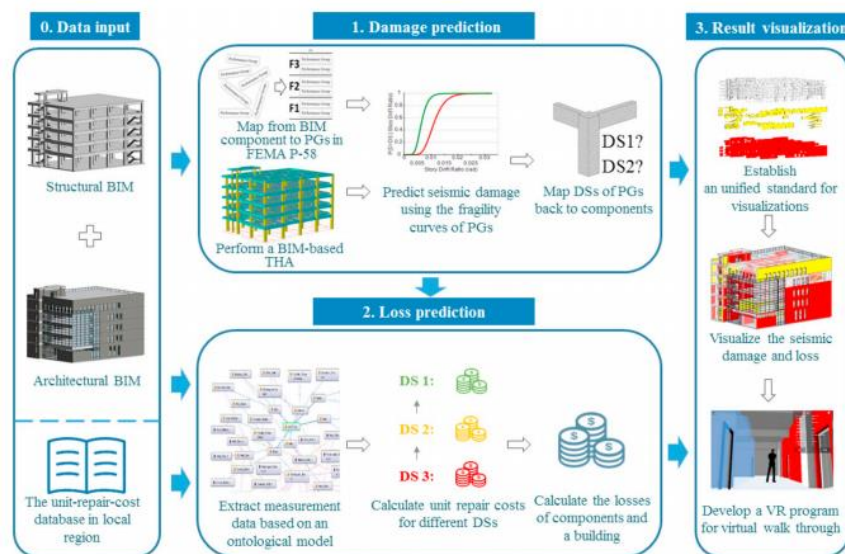 0. Data input
Structural BIM
Architectural BIM
The unit-repair-cost
database in local
region
1. Damage prediction
F3
F2
F1
Map from BIM
component to PGs in
FEMA P-58
Perform a BIM-based
THA
Story Drift Ratio (rad)
Predict seismic damage
using the fragility
curves of PGs
DS1?
DS2?
Map DSs of PGs
back to components
2. Loss prediction
Extract measurement
data based on an
ontological model
DS 1:
DS 2:
DS 3:
Calculate unit repair costs
for different DSs
Calculate the losses
of components and
a building
3. Result visualization
Establish
an unified standard for
visualizations
Visualize the seismic
damage and loss
Develop a VR program
for virtual walk through